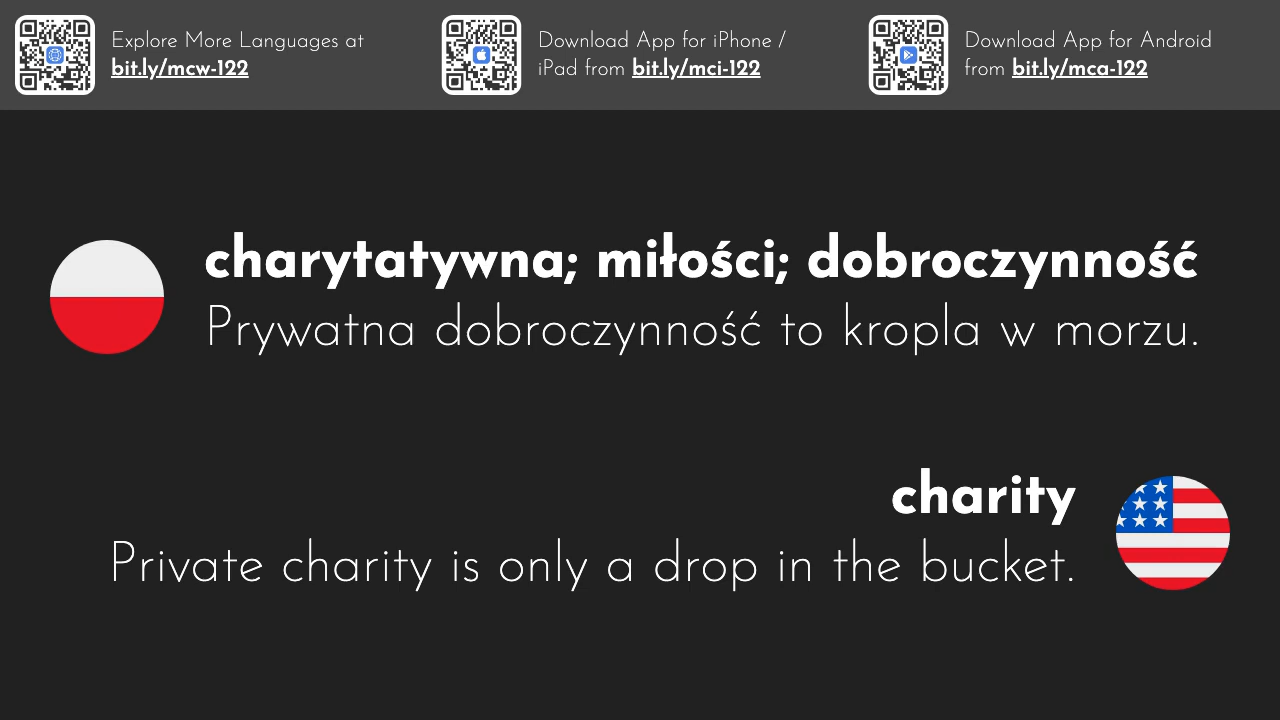 Explore More Languages at
bit.ly/mcw-122
Download App for iPhone /
iPad from bit.ly/mci-122
Download App for Android
from bit.ly/mca-122
charytatywna; miłości; dobroczynność
Prywatna dobroczynność to kropla w morzu.
charity
Private charity is only a drop in the bucket.